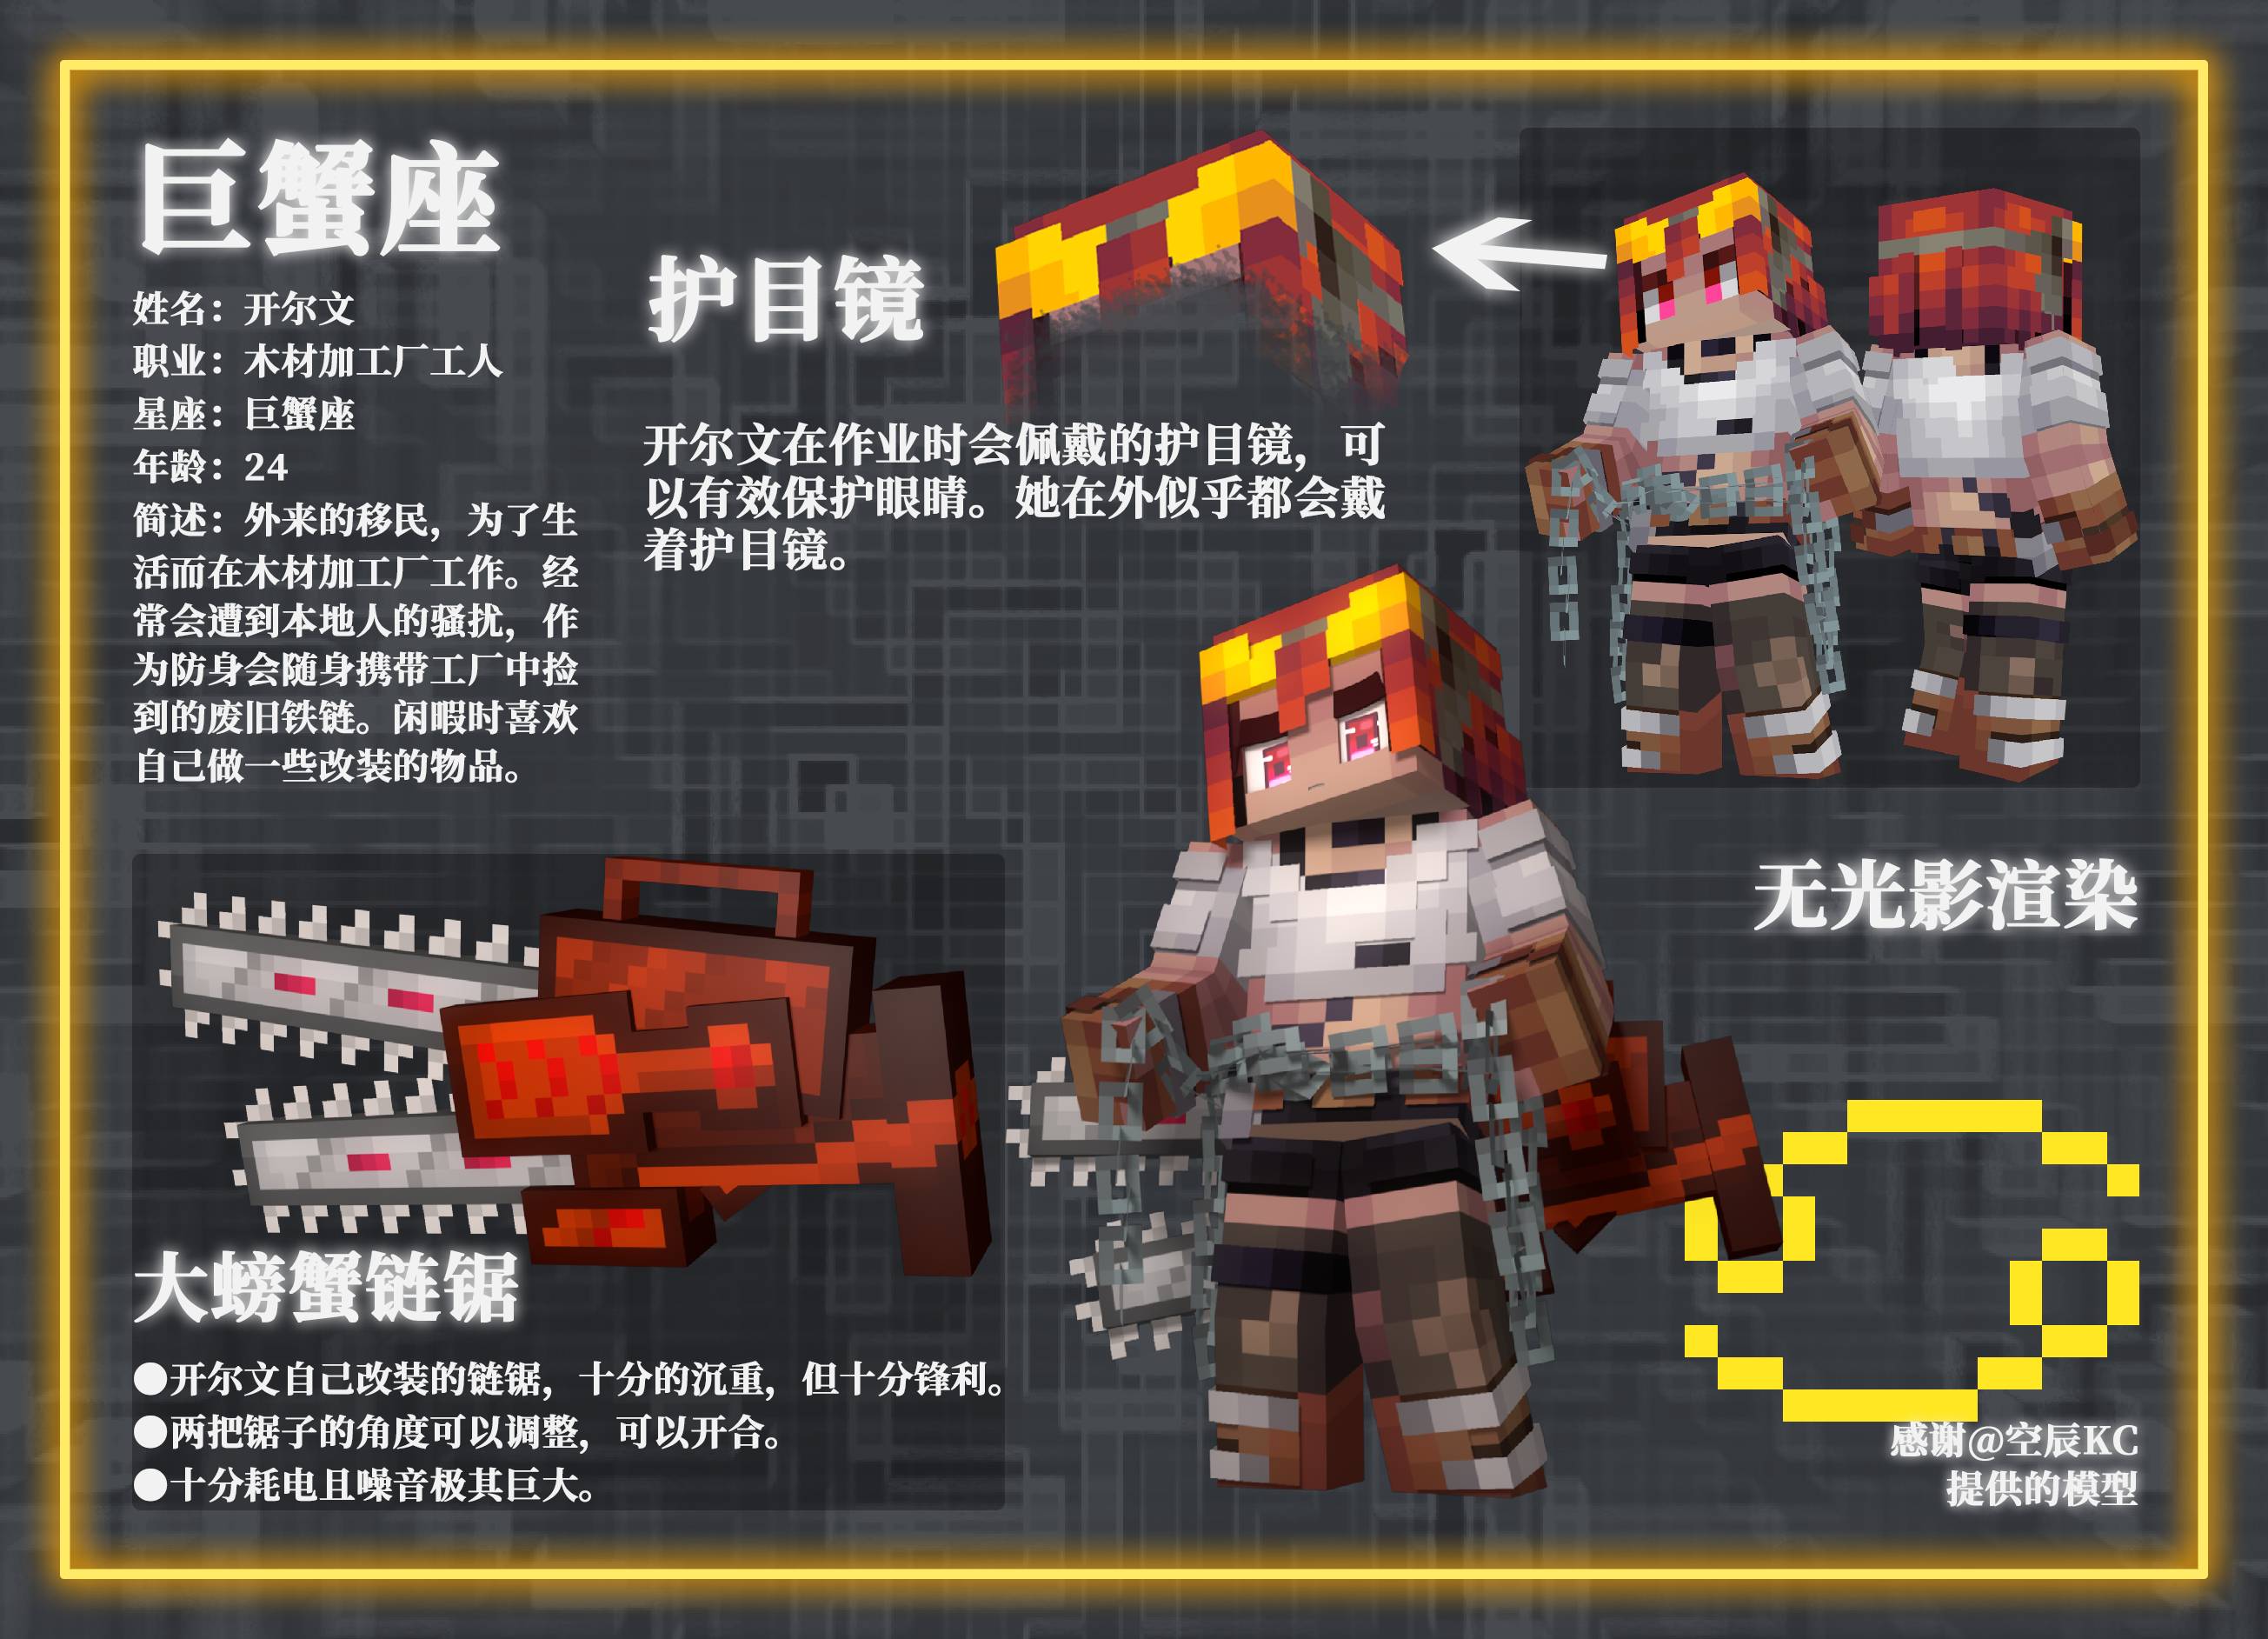 巨蟹座
姓名：开尔文
职业：木材加工厂工人
星座：巨蟹座
年龄：24
简述：外来的移民，为了生
活而在木材加工厂工作。经
常会遭到本地人的骚扰，作
为防身会随身携带工厂中捡
到的废旧铁链。闲暇时喜欢
自己做一些改装的物品。
护目镜
开尔文在作业时会佩戴的护目镜，可
以有效保护眼睛。她在外似乎都会戴
着护目镜。
无光影渲染
大螃蟹链锯
●开尔文自己改装的链锯，十分的沉重，但十分锋利。
●两把锯子的角度可以调整，可以开合。
●十分耗电且噪音极其巨大。
感谢@空辰KC
提供的模型